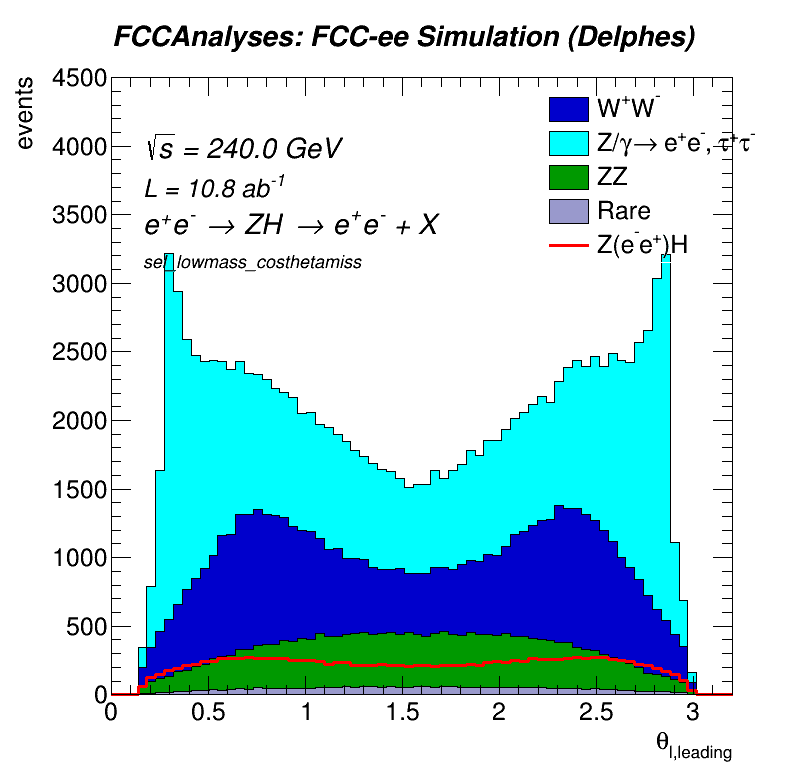 FCCAnalyses: FCC-ee Simulation (Delphes)
events
4500
4000
3500
3000
2500
2000
1500
1000
500
0
√s = 240.0 GeV
L = 10.8 ab⁻¹
e⁺e⁻ → ZH → e⁺e⁻ + X
sel_lowmass_costhetamiss
W⁺W⁻
Z/γ→ e⁺e⁻, τ⁺τ⁻
ZZ
Rare
Z(e⁻e⁺)H
0 0.5 1 1.5 2 2.5 3
θl,leading